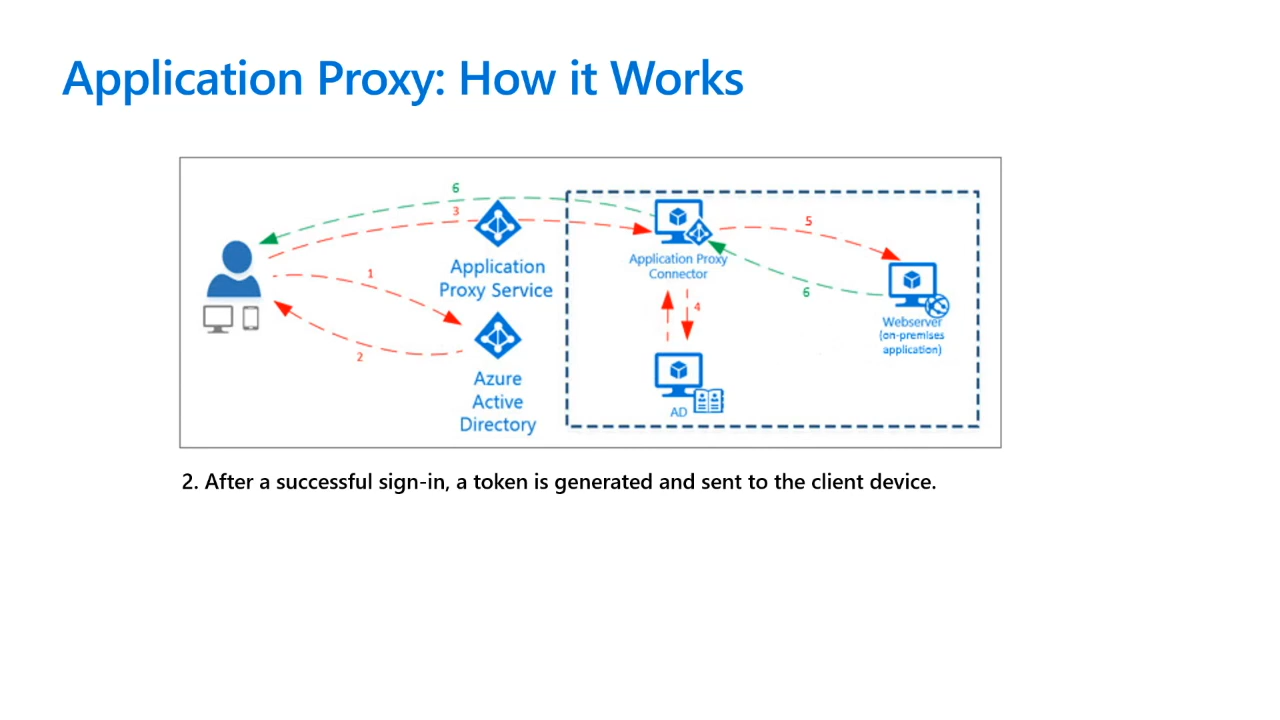 Application Proxy: How it Works
6
3
Application
Proxy Service
1
2
Azure
Active
Directory
Application Proxy
Connector
4
AD
5
6
Webserver
(on-premises
application)
2. After a successful sign-in, a token is generated and sent to the client device.